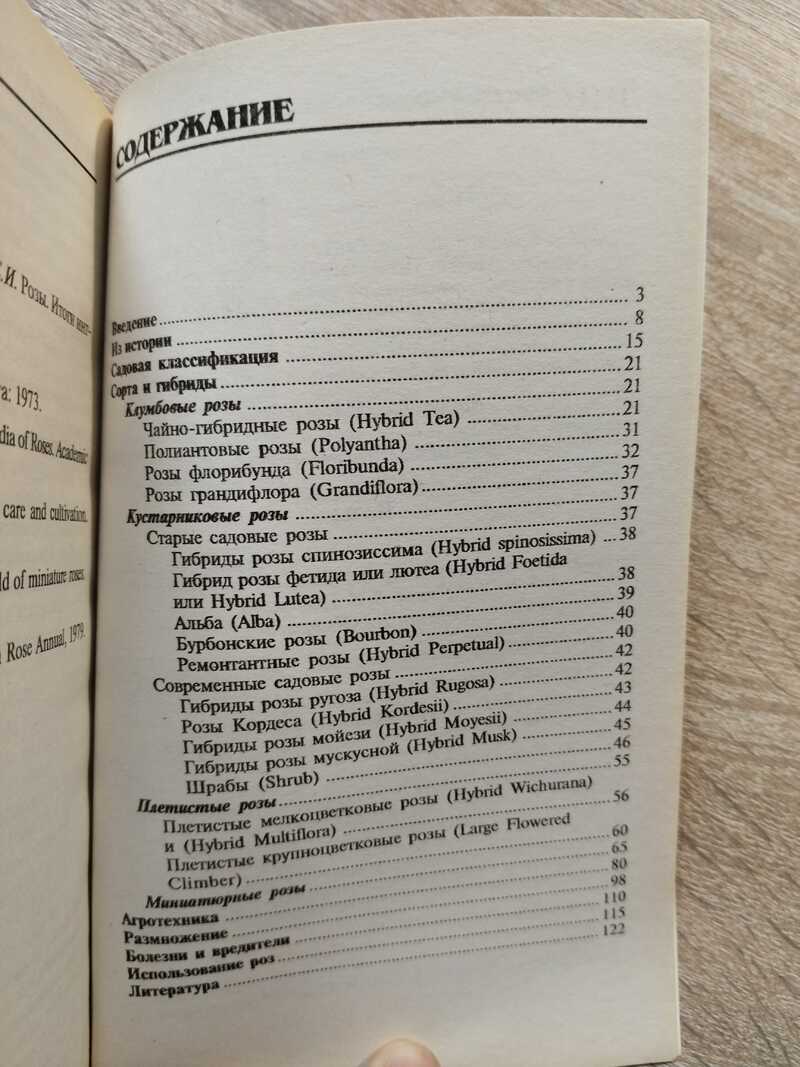 .И. Розы. Итоги инт-
а: 1973.
dia of Roses. Academic
care and cultivation.
ld of miniature roses.
Rose Annual, 1979.
СОДЕРЖАНИЕ
Введение 3
Из истории 8
Садовая классификация 15
Сорта и гибриды 21
Клумбовые розы 21
Чайно-гибридные розы (Hybrid Tea) 21
Полиантовые розы (Polyantha) 31
Розы флорибунда (Floribunda) 32
Розы грандифлора (Grandiflora) 37
Кустарниковые розы 37
Старые садовые розы 37
Гибриды розы спинозиссима (Hybrid spinosissima) 38
Гибрид розы фетида или лютеа (Hybrid Foetida
или Hybrid Lutea) 38
Альба (Alba) 39
Бурбонские розы (Bourbon) 40
Ремонтантные розы (Hybrid Perpetual) 40
Современные садовые розы 42
Гибриды розы ругоза (Hybrid Rugosa) 42
Розы Кордеса (Hybrid Kordesii) 43
Гибриды розы мойези (Hybrid Moyesii) 44
Гибриды розы мускусной (Hybrid Musk) 45
Шрабы (Shrub) 46
Плетистые розы 55
Плетистые мелкоцветковые розы (Hybrid Wichurana)
и (Hybrid Multiflora) 56
Плетистые крупноцветковые розы (Large Flowered
Climber) 60
Миниатюрные розы 65
Агротехника 80
Размножение 98
Болезни и вредители 110
Использование роз 115
Литература 122